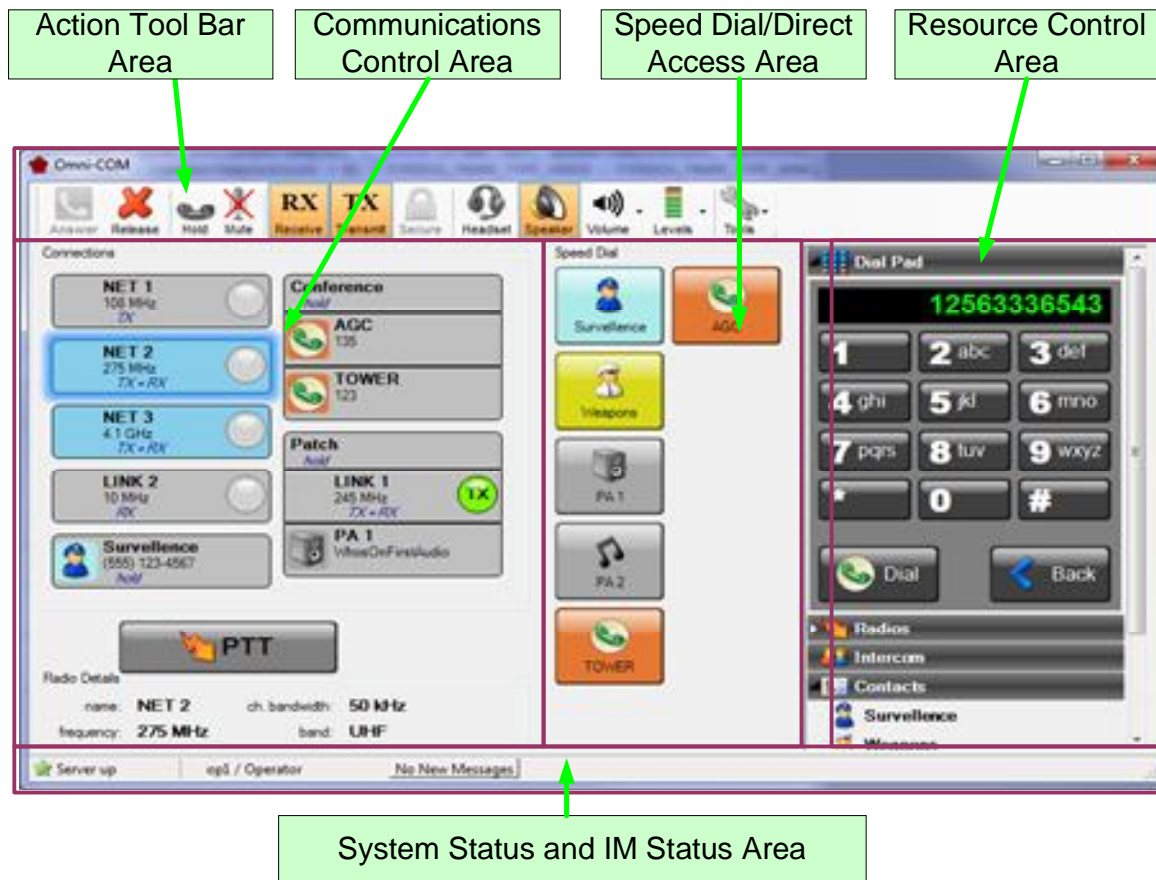 Action Tool Bar
Area
Communications
Control Area
Speed Dial/Direct
Access Area
Resource Control
Area
Omni-COM
Answer Release Hold Mute Receive Transmit Secure Headset Speaker Volume Levels Tools
RX TX
Connections
NET 1
108 MHz
TX
NET 2
275 MHz
TX + RX
NET 3
4.1 GHz
TX + RX
LINK 2
10 MHz
RX
Survellence
(555) 123-4567
hold
Conference
hold
AGC
135
TOWER
123
Patch
hold
LINK 1
245 MHz
TX + RX
TX
PA 1
WhosOnFirstAudio
PTT
Radio Details
name: NET 2 ch. bandwidth: 50 kHz
frequency: 275 MHz band: UHF
Speed Dial
Survellence
AGC
Weapons
PA 1
PA 2
TOWER
Dial Pad
12563336543
1 2 abc 3 def
4 ghi 5 jkl 6 mno
7 pqrs 8 tuv 9 wxyz
* 0 #
Dial Back
Radios
Intercom
Contacts
Survellence
Weapons
Server up op1 / Operator No New Messages
System Status and IM Status Area